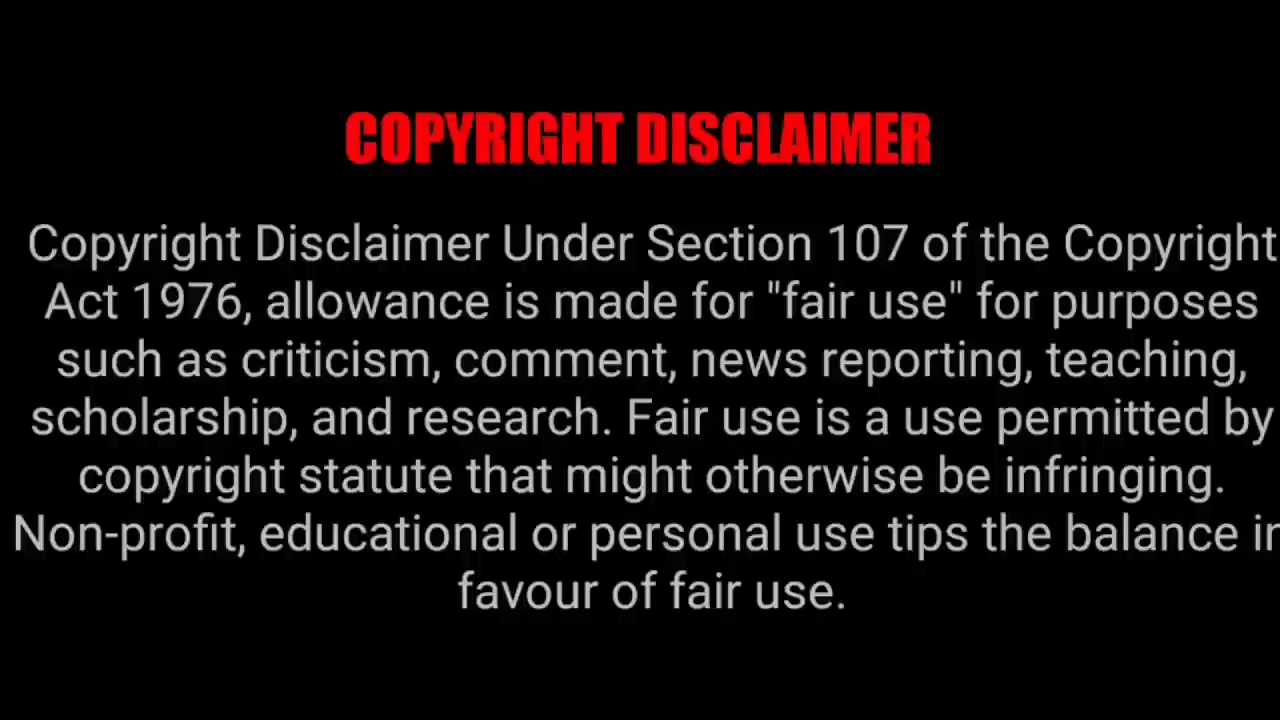 COPYRIGHT DISCLAIMER
Copyright Disclaimer Under Section 107 of the Copyright
Act 1976, allowance is made for "fair use" for purposes
such as criticism, comment, news reporting, teaching,
scholarship, and research. Fair use is a use permitted by
copyright statute that might otherwise be infringing.
Non-profit, educational or personal use tips the balance in
favour of fair use.